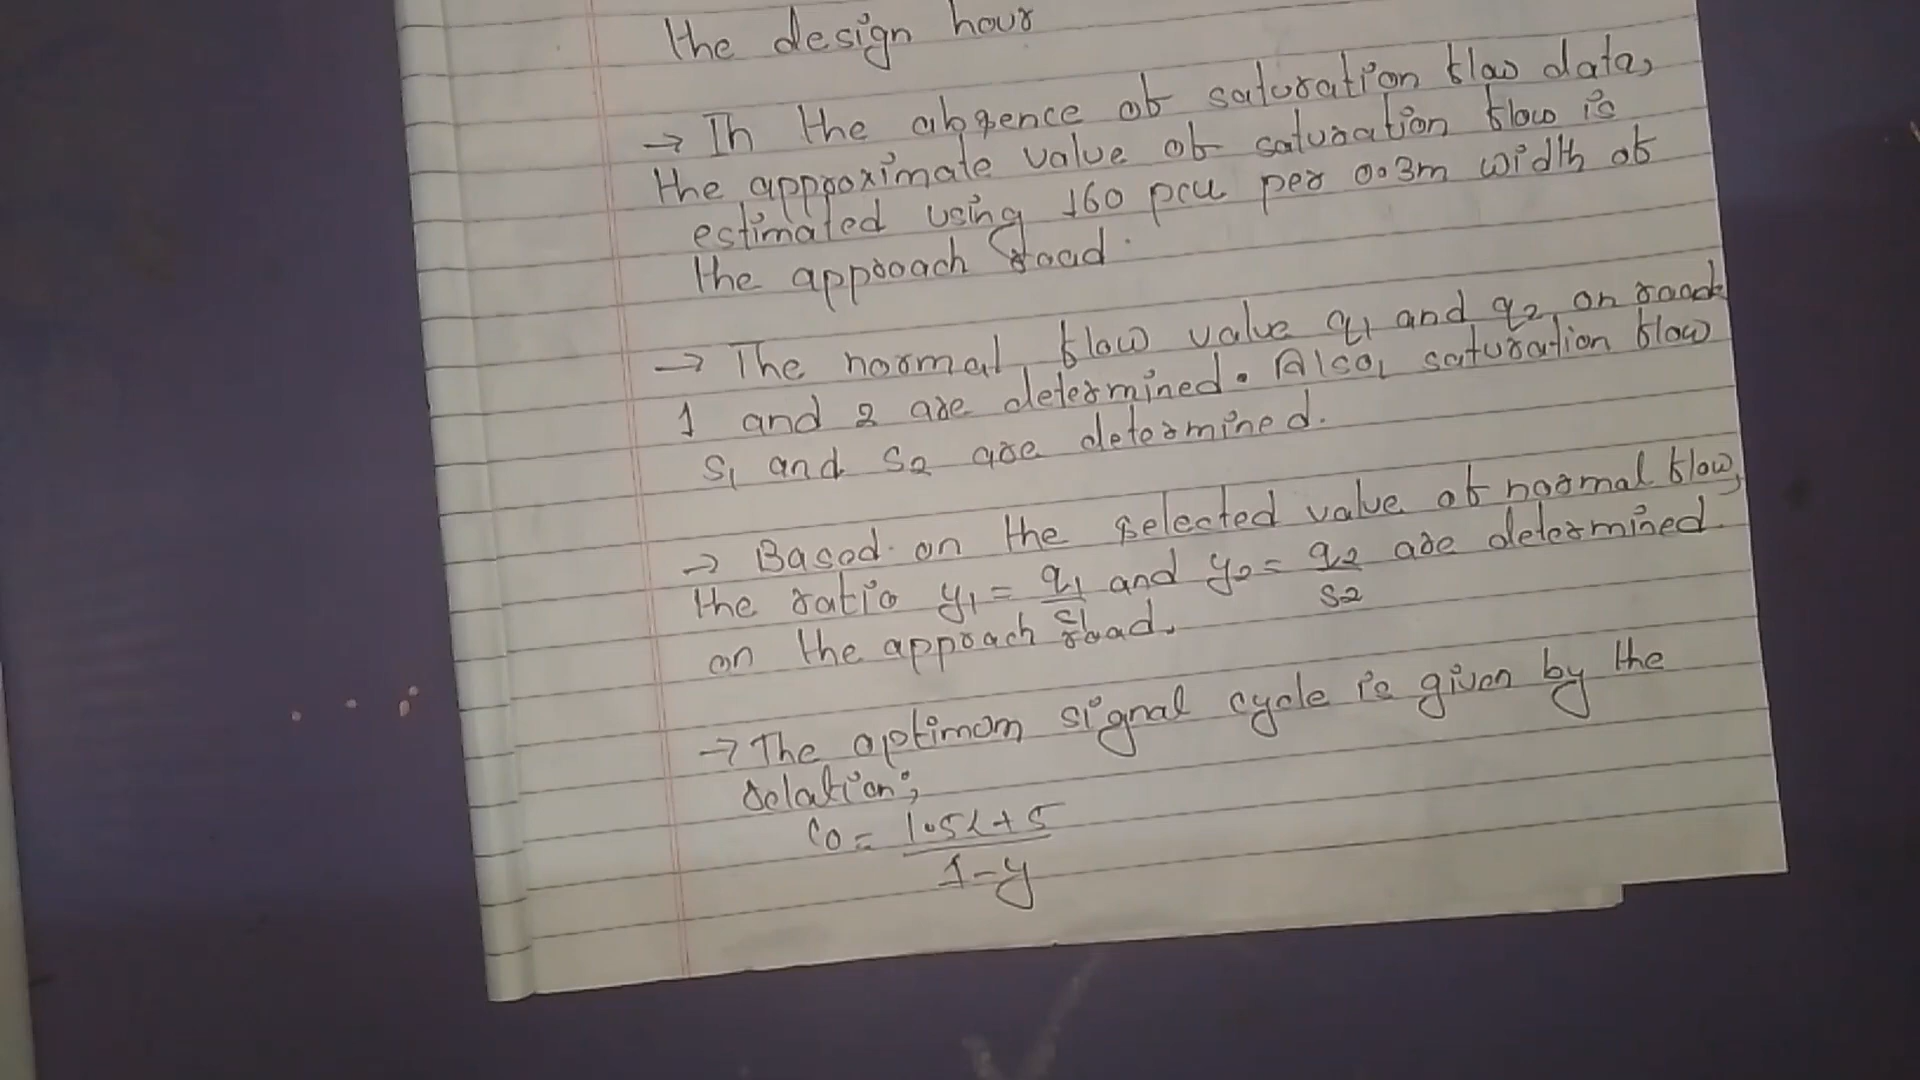 the design hour
→ In the absence of saturation flow data,
the approximate value of saturation flow is
estimated using 160 pcu per 0.3m width of
the approach road.
→ The normal flow value q1 and q2 on road
1 and 2 are determined. Also, saturation flow
S1 and S2 are determined.
→ Based on the selected value of normal flow,
the ratio y1 = q1/S1 and y2 = q2/S2 are determined
on the approach road.
→ The optimum signal cycle is given by the
relation;
Co = 1.5L+5
1-y